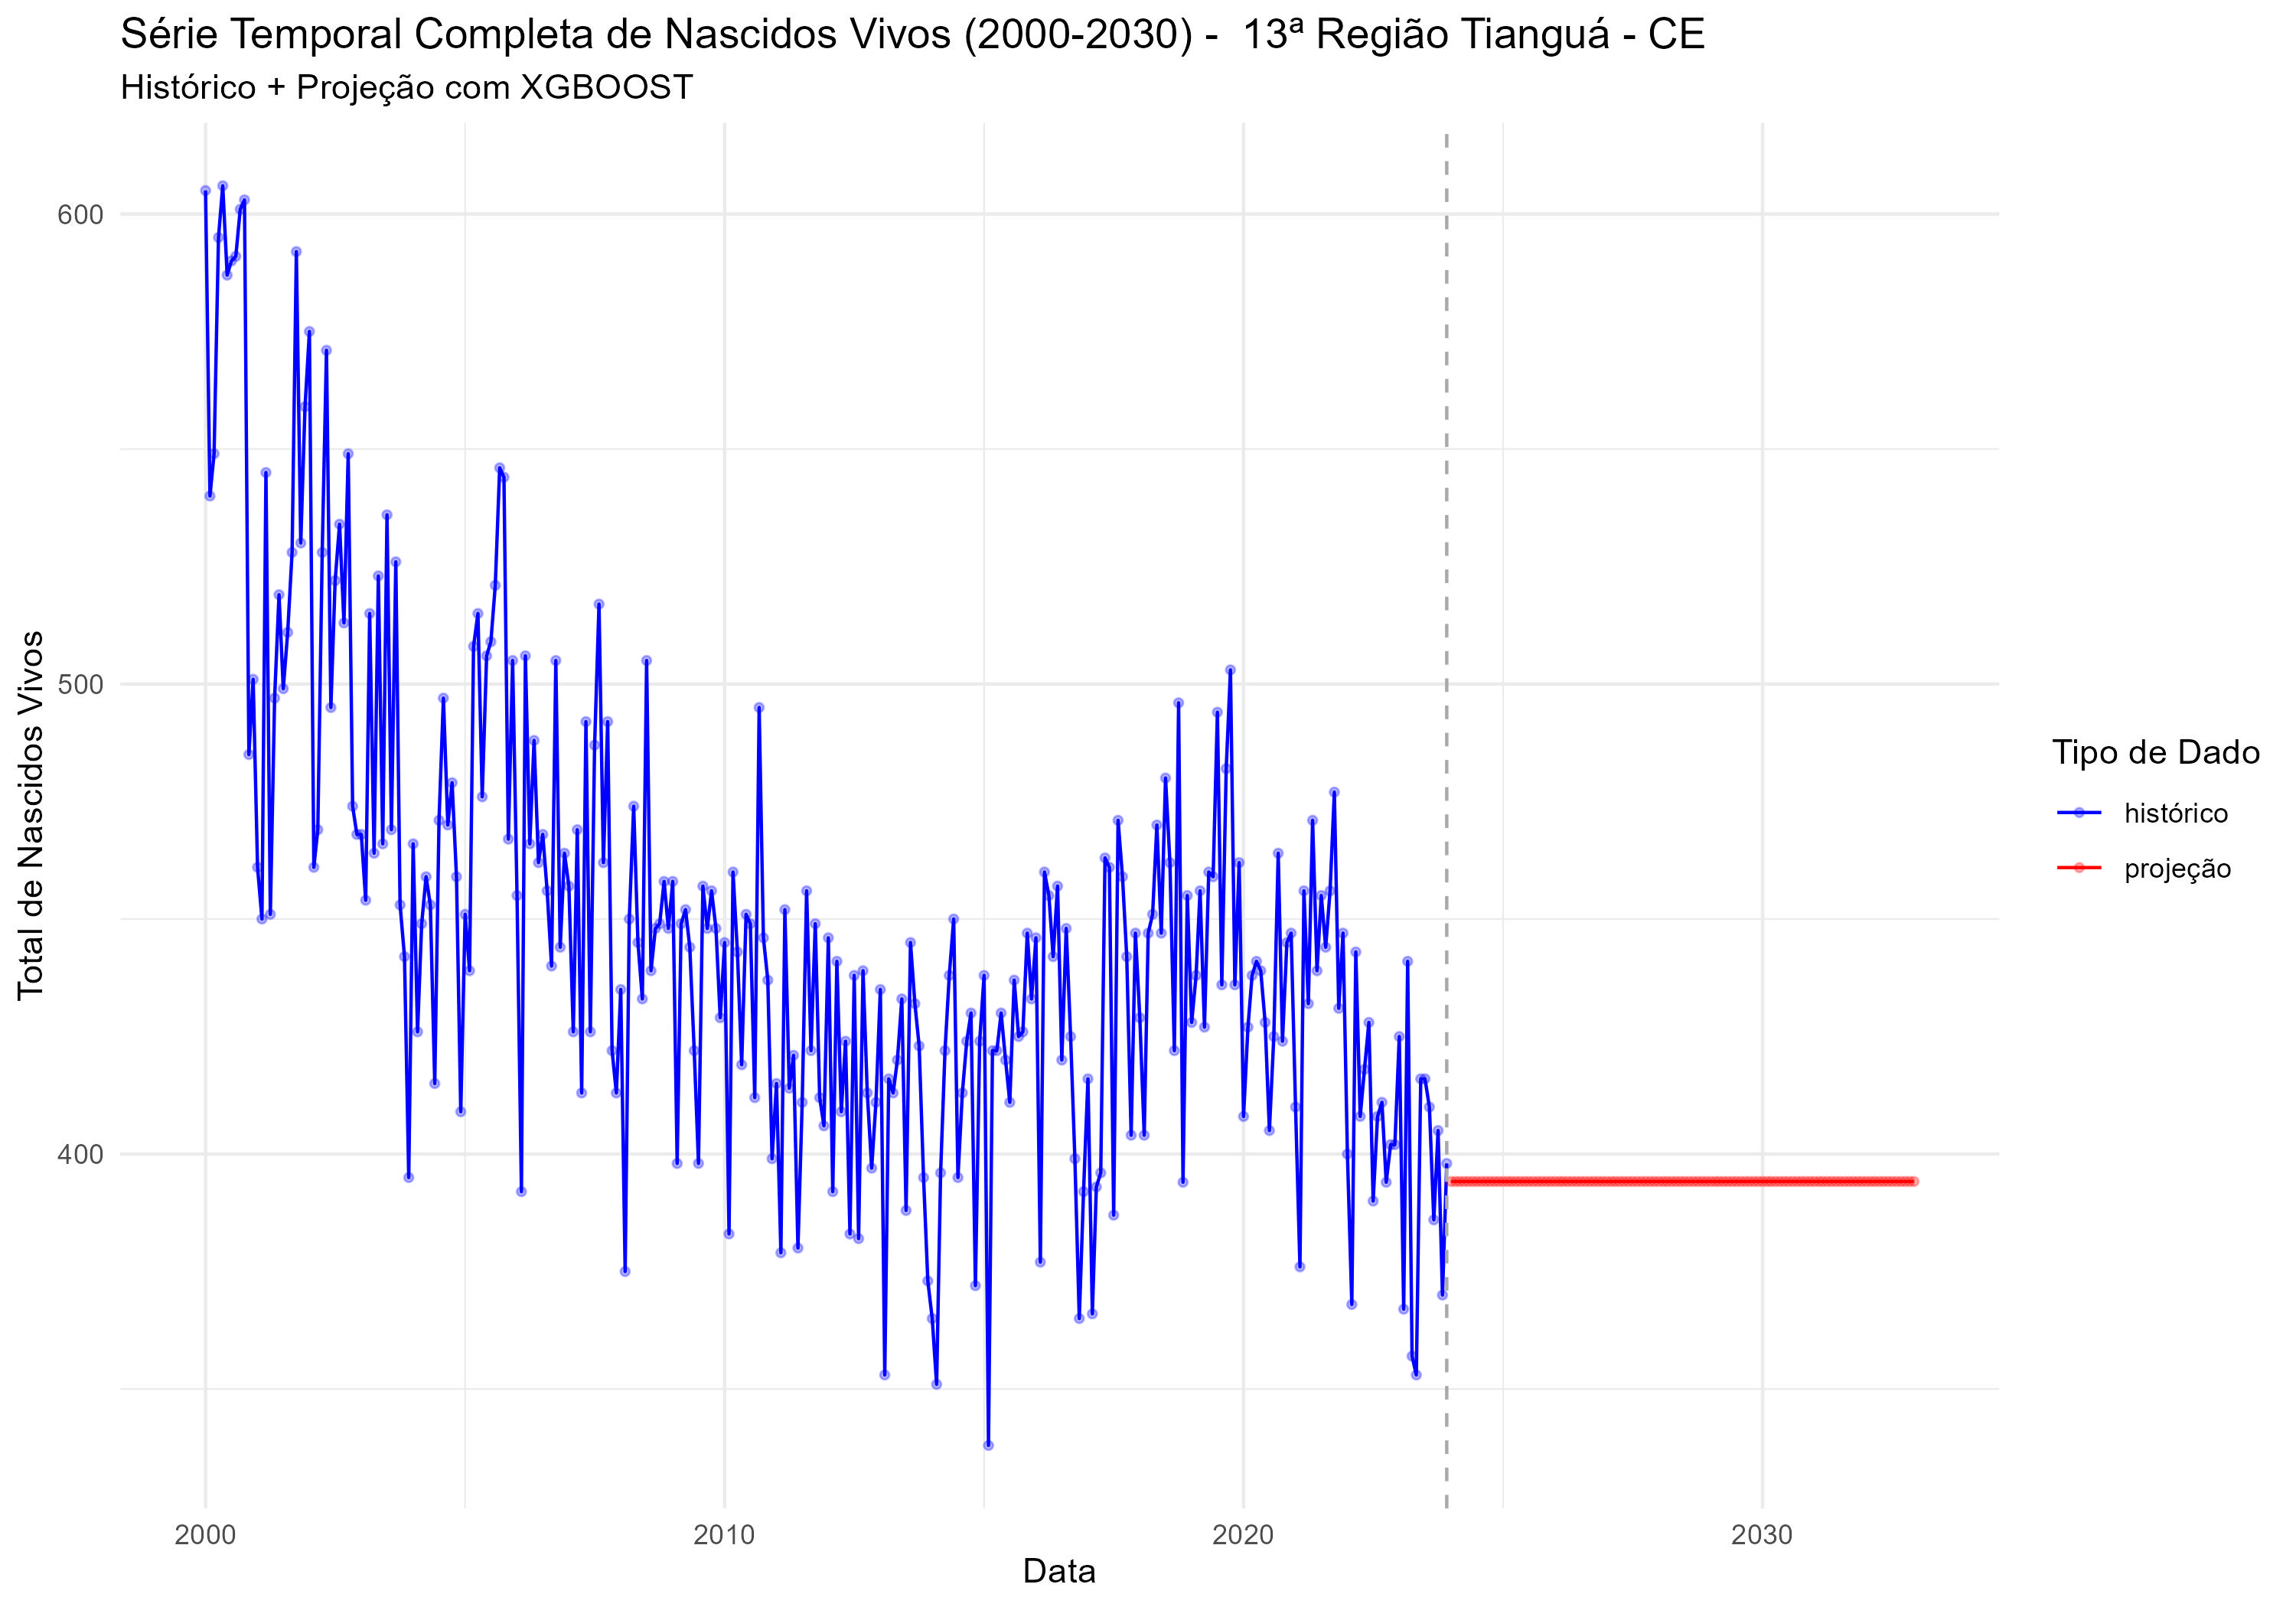 Série Temporal Completa de Nascidos Vivos (2000-2030) -  13ª Região Tianguá - CE
Histórico + Projeção com XGBOOST
Total de Nascidos Vivos
600
500
400
2000
2010
2020
2030
Data
Tipo de Dado
histórico
projeção